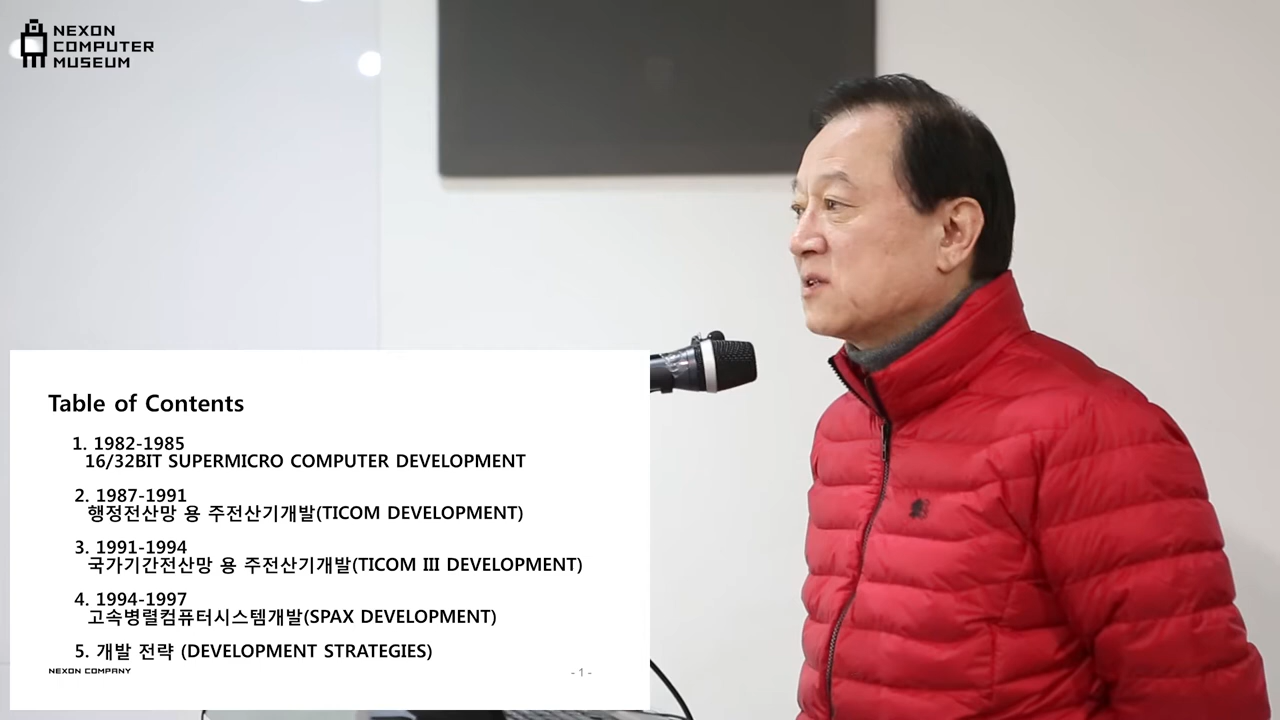 NEXON
COMPUTER
MUSEUM
Table of Contents
1. 1982-1985
16/32BIT SUPERMICRO COMPUTER DEVELOPMENT
2. 1987-1991
행정전산망 용 주전산기개발(TICOM DEVELOPMENT)
3. 1991-1994
국가기간전산망 용 주전산기개발(TICOM III DEVELOPMENT)
4. 1994-1997
고속병렬컴퓨터시스템개발(SPAX DEVELOPMENT)
5. 개발 전략 (DEVELOPMENT STRATEGIES)
NEXON COMPANY
- 1 -